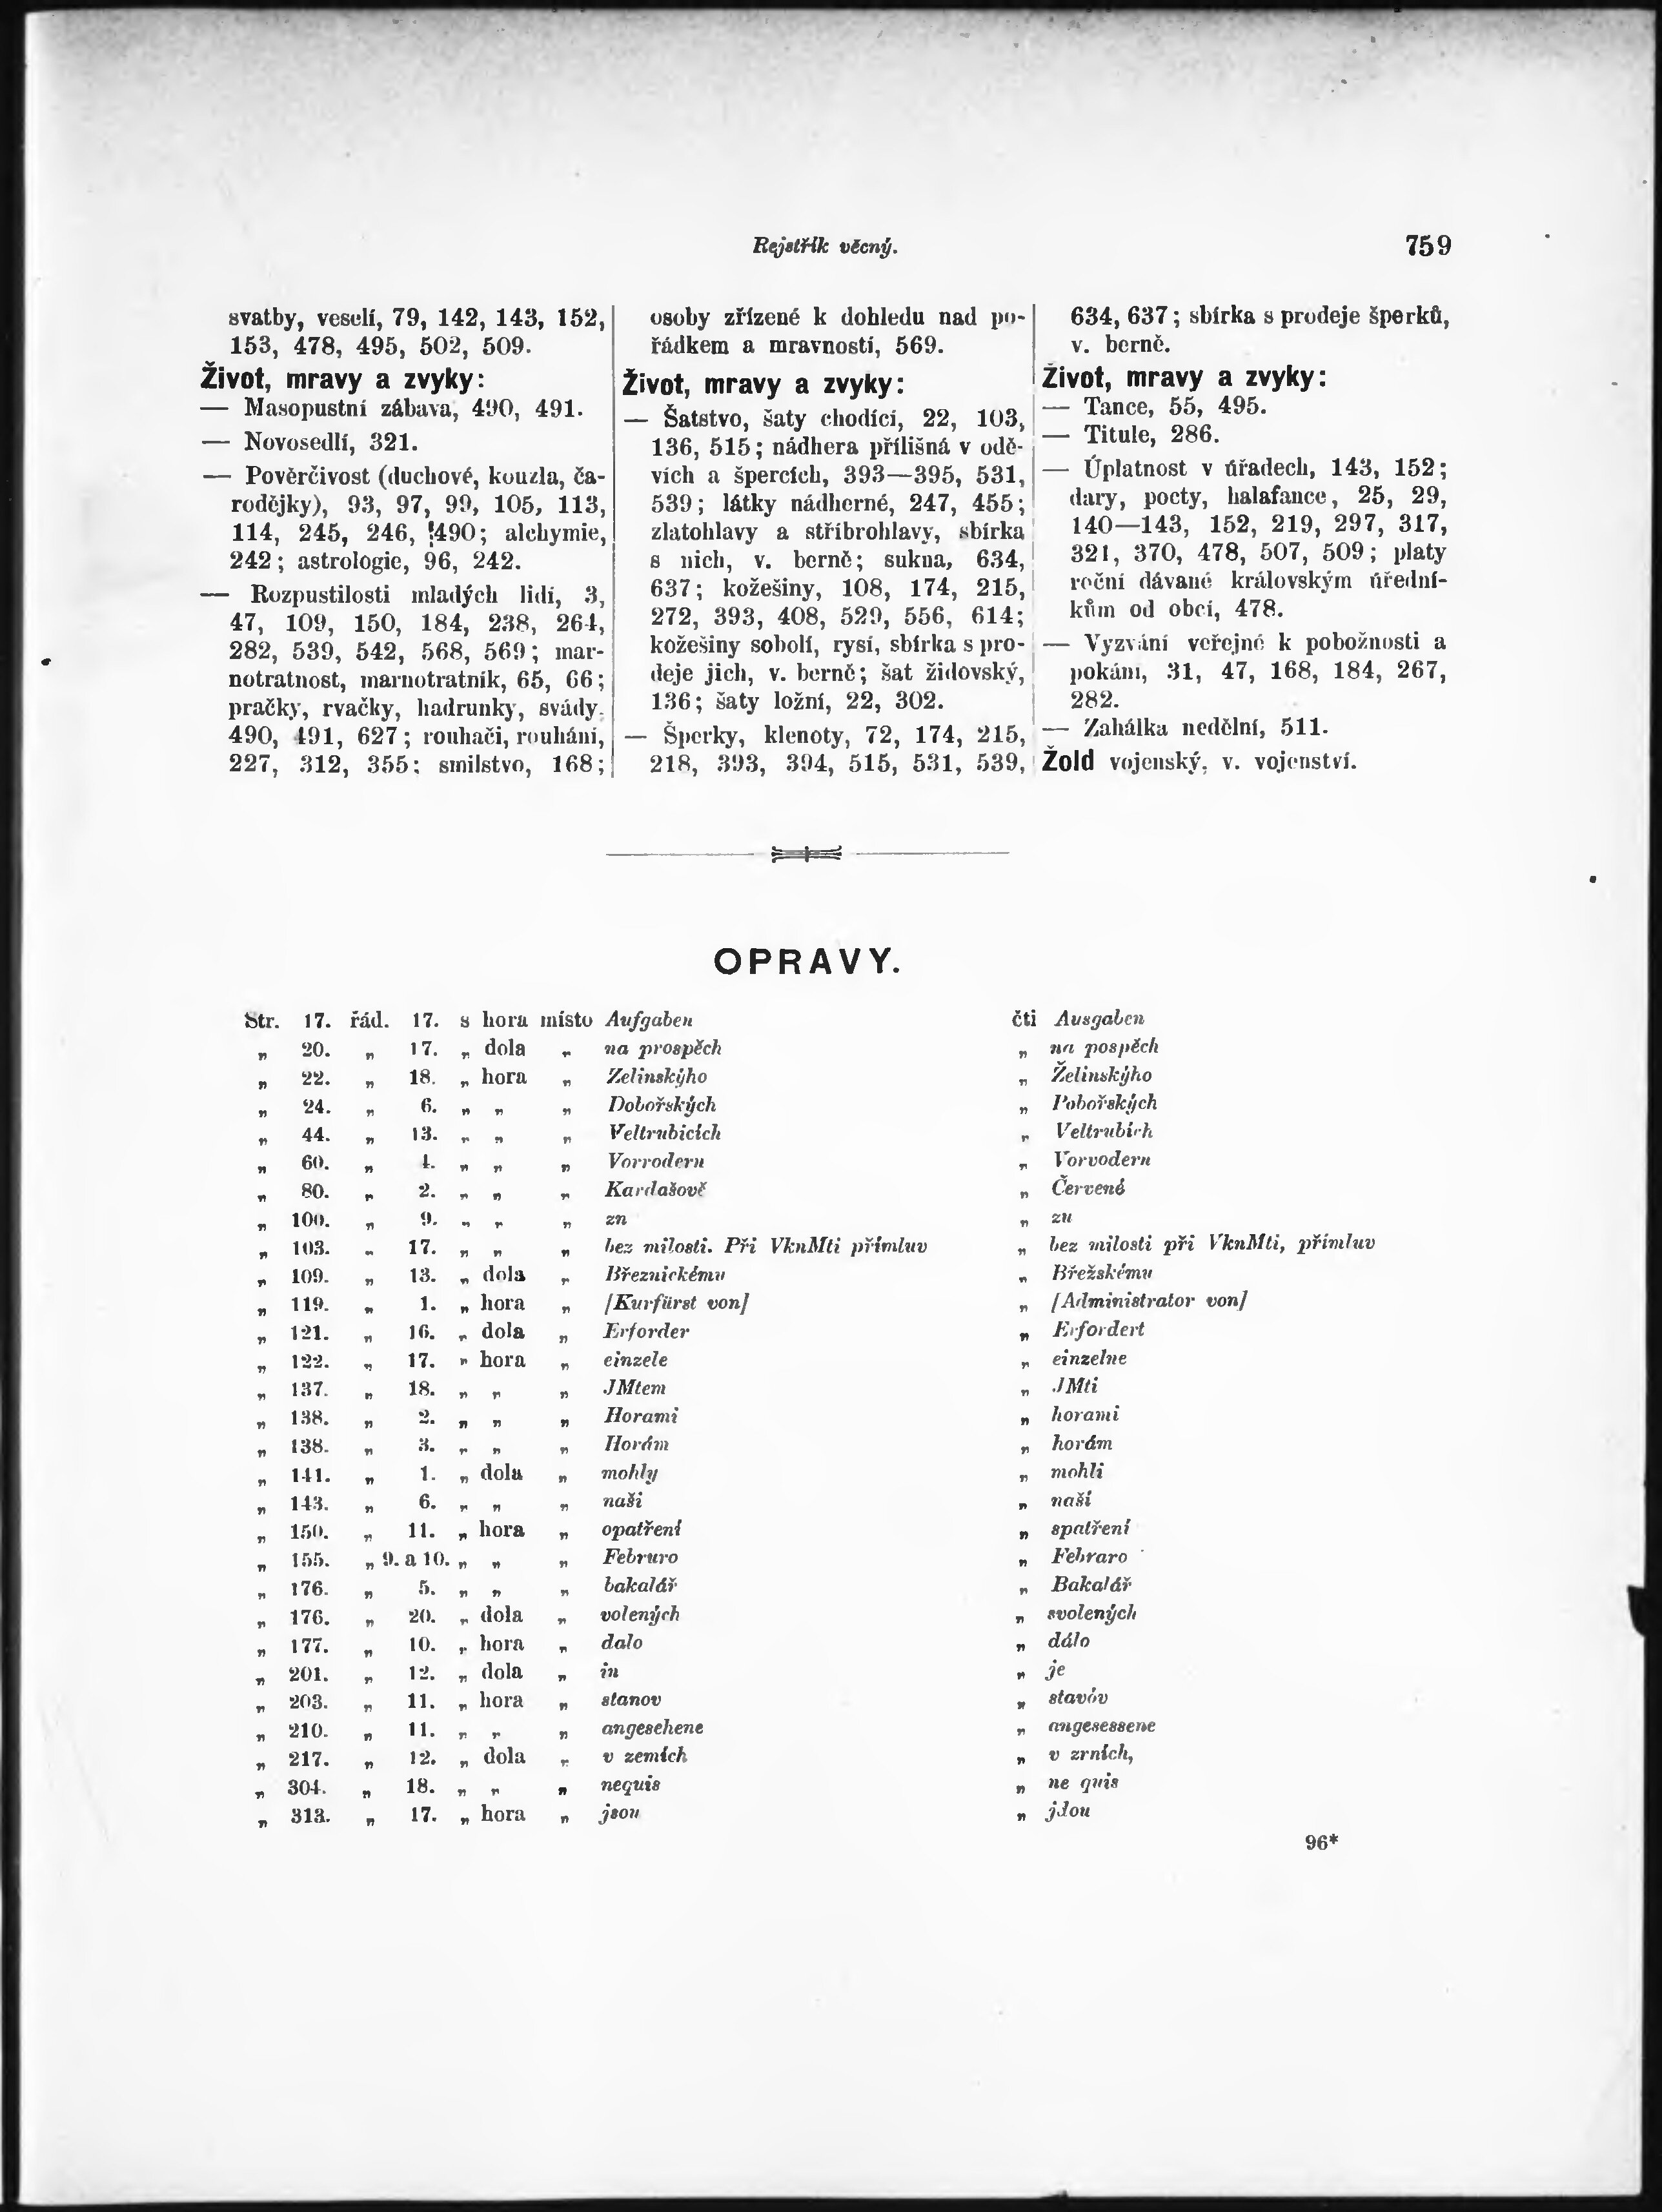 Rejstřík věcný.
759
svatby, veselí, 79, 142, 143, 152,
153, 478, 495, 502, 509.
Život, mravy a zvyky:
— Masopustní zábava, 490, 491.
— Novosedlí, 321.
— Pověrčivost (duchové, kouzla, ča-
rodějky), 93, 97, 99, 105, 113,
114, 245, 246, 490; alchymie,
242; astrologie, 96, 242.
— Rozpustilosti mladých lidí, 3,
47, 109, 150, 184, 238, 264,
282, 539, 542, 568, 569; mar-
notratnost, marnotratník, 65, 66;
pračky, rvačky, hadrunky, svády,
490, 491, 627; rouhači, rouhání,
227, 312, 355; smilstvo, 168;
osoby zřízené k dohledu nad po-
řádkem a mravností, 569.
Život, mravy a zvyky:
— Šatstvo, šaty chodící, 22, 103,
136, 515; nádhera přílišná v odě-
vích a špercích, 393—395, 531,
539; látky nádherné, 247, 455;
zlatohlavy a stříbrohlavy, sbírka
s nich, v. berně; sukna, 634,
637; kožešiny, 108, 174, 215,
272, 393, 408, 529, 556, 614;
kožešiny sobolí, rysí, sbírka s pro-
deje jich, v. berně; šat židovský,
136; šaty ložní, 22, 302.
— Šperky, klenoty, 72, 174, 215,
218, 393, 394, 515, 531, 539,
634, 637; sbírka s prodeje šperků,
v. berně.
Život, mravy a zvyky:
— Tance, 55, 495.
— Titule, 286.
— Úplatnost v úřadech, 143, 152;
dary, pocty, halafance, 25, 29,
140—143, 152, 219, 297, 317,
321, 370, 478, 507, 509; platy
roční dávané královským úřední-
kům od obcí, 478.
— Vyzvání veřejné k pobožnosti a
pokání, 31, 47, 168, 184, 267,
282.
— Zahálka nedělní, 511.
Žold vojenský, v. vojenství.
OPRAVY.
Str. 17. řád. 17. s hora místo Aufgaben čti Ausgaben
„ 20. „ 17. „ dola „ na prospěch „ na pospěch
„ 22. „ 18. „ hora „ Zelinskýho „ Želinskýho
„ 24. „ 6. „ „ „ Dobořských „ Pobořských
„ 44. „ 13. „ „ „ Veltrubicích „ Veltrubích
„ 60. „ 4. „ „ „ Vorrodern „ Vorvodern
„ 80. „ 2. „ „ „ Kardašově „ Červené
„ 100. „ 9. „ „ „ zn „ zu
„ 103. „ 17. „ „ „ bez milosti. Při VknMti přímluv „ bez milosti při VknMti, přímluv
„ 109. „ 13. „ dola „ Březnickému „ Břežskému
„ 119. „ 1. „ hora „ [Kurfürst von] „ [Administrator von]
„ 121. „ 16. „ dola „ Erforder „ Erfordert
„ 122. „ 17. „ hora „ einzele „ einzelne
„ 137. „ 18. „ „ „ JMtem „ JMti
„ 138. „ 2. „ „ „ Horami „ horami
„ 138. „ 3. „ „ „ Horám „ horám
„ 141. „ 1. „ dola „ mohly „ mohli
„ 143. „ 6. „ „ „ naši „ naší
„ 150. „ 11. „ hora „ opatření „ spatření
„ 155. „ 9. a 10. „ „ „ Februro „ Febraro
„ 176. „ 5. „ „ „ bakalář „ Bakalář
„ 176. „ 20. „ dola „ volených „ svolených
„ 177. „ 10. „ hora „ dalo „ dálo
„ 201. „ 12. „ dola „ in „ je
„ 203. „ 11. „ hora „ stanov „ stavóv
„ 210. „ 11. „ „ „ angesehene „ angesessene
„ 217. „ 12. „ dola „ v zemích „ v zrních,
„ 304. „ 18. „ „ „ nequis „ ne quis
„ 313. „ 17. „ hora „ jsou „ jdou
96*